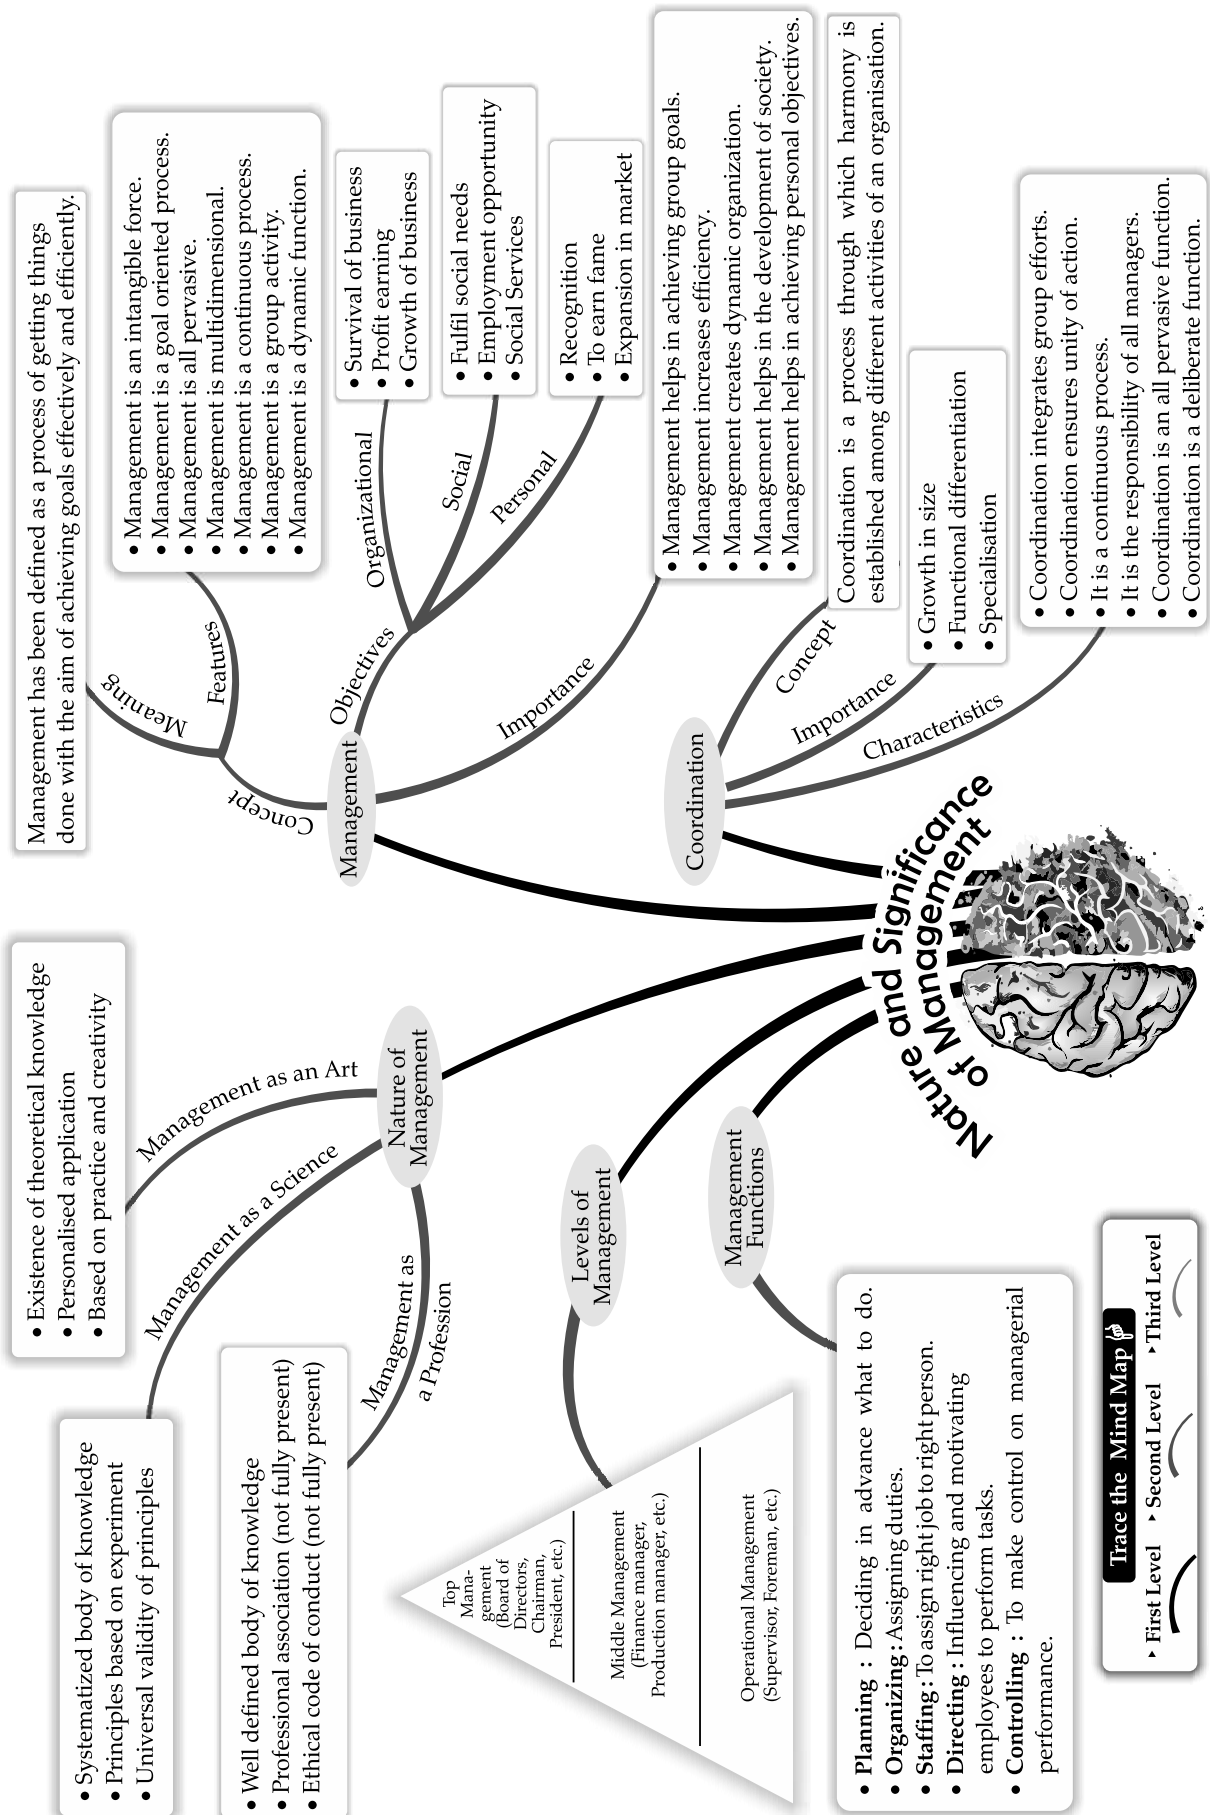 Nature and Significance
of Management
Management
Concept
Meaning
Management has been defined as a process of geting things
done with the aim of achieving goals effectively and efficiently.
Features
• Management is an intangible force.
• Management is a goal oriented process.
• Management is all pervasive.
• Management is multidimensional.
• Management is a continuous process.
• Management is a group activity.
• Management is a dynamic function.
Objectives
Organizational
• Survival of business
• Profit earning
• Growth of business
Social
• Fulfil social needs
• Employment opportunity
• Social Services
Personal
• Recognition
• To earn fame
• Expansion in market
Importance
• Management helps in achieving group goals.
• Management increases efficiency.
• Management creates dynamic organization.
• Management helps in the development of society.
• Management helps in achieving personal objectives.
Coordination
Concept
Coordination is a process through which harmony is
established among different activities of an organisation.
Importance
• Growth in size
• Functional differentiation
• Specialisation
Characteristics
• Coordination integrates group efforts.
• Coordination ensures unity of action.
• It is a continuous process.
• It is the responsibility of all managers.
• Coordination is an all pervasive function.
• Coordination is a deliberate function.
Nature of
Management
Management as an Art
• Existence of theoretical knowledge
• Personalised application
• Based on practice and creativity
Management as a Science
• Systematized body of knowledge
• Principles based on experiment
• Universal validity of principles
Management as
a Profession
• Well defined body of knowledge
• Professional association (not fully present)
• Ethical code of conduct (not fully present)
Levels of
Management
Top
Mana-
gement
(Board of
Directors,
Chairman,
President, etc.)
Middle Management
(Finance manager,
Production manager, etc.)
Operational Management
(Supervisor, Foreman, etc.)
Management
Functions
• Planning : Deciding in advance what to do.
• Organizing : Assigning duties.
• Staffing : To assign right job to right person.
• Directing : Influencing and motivating
employees to perform tasks.
• Controlling : To make control on managerial
performance.
Trace the Mind Map
First Level
Second Level
Third Level